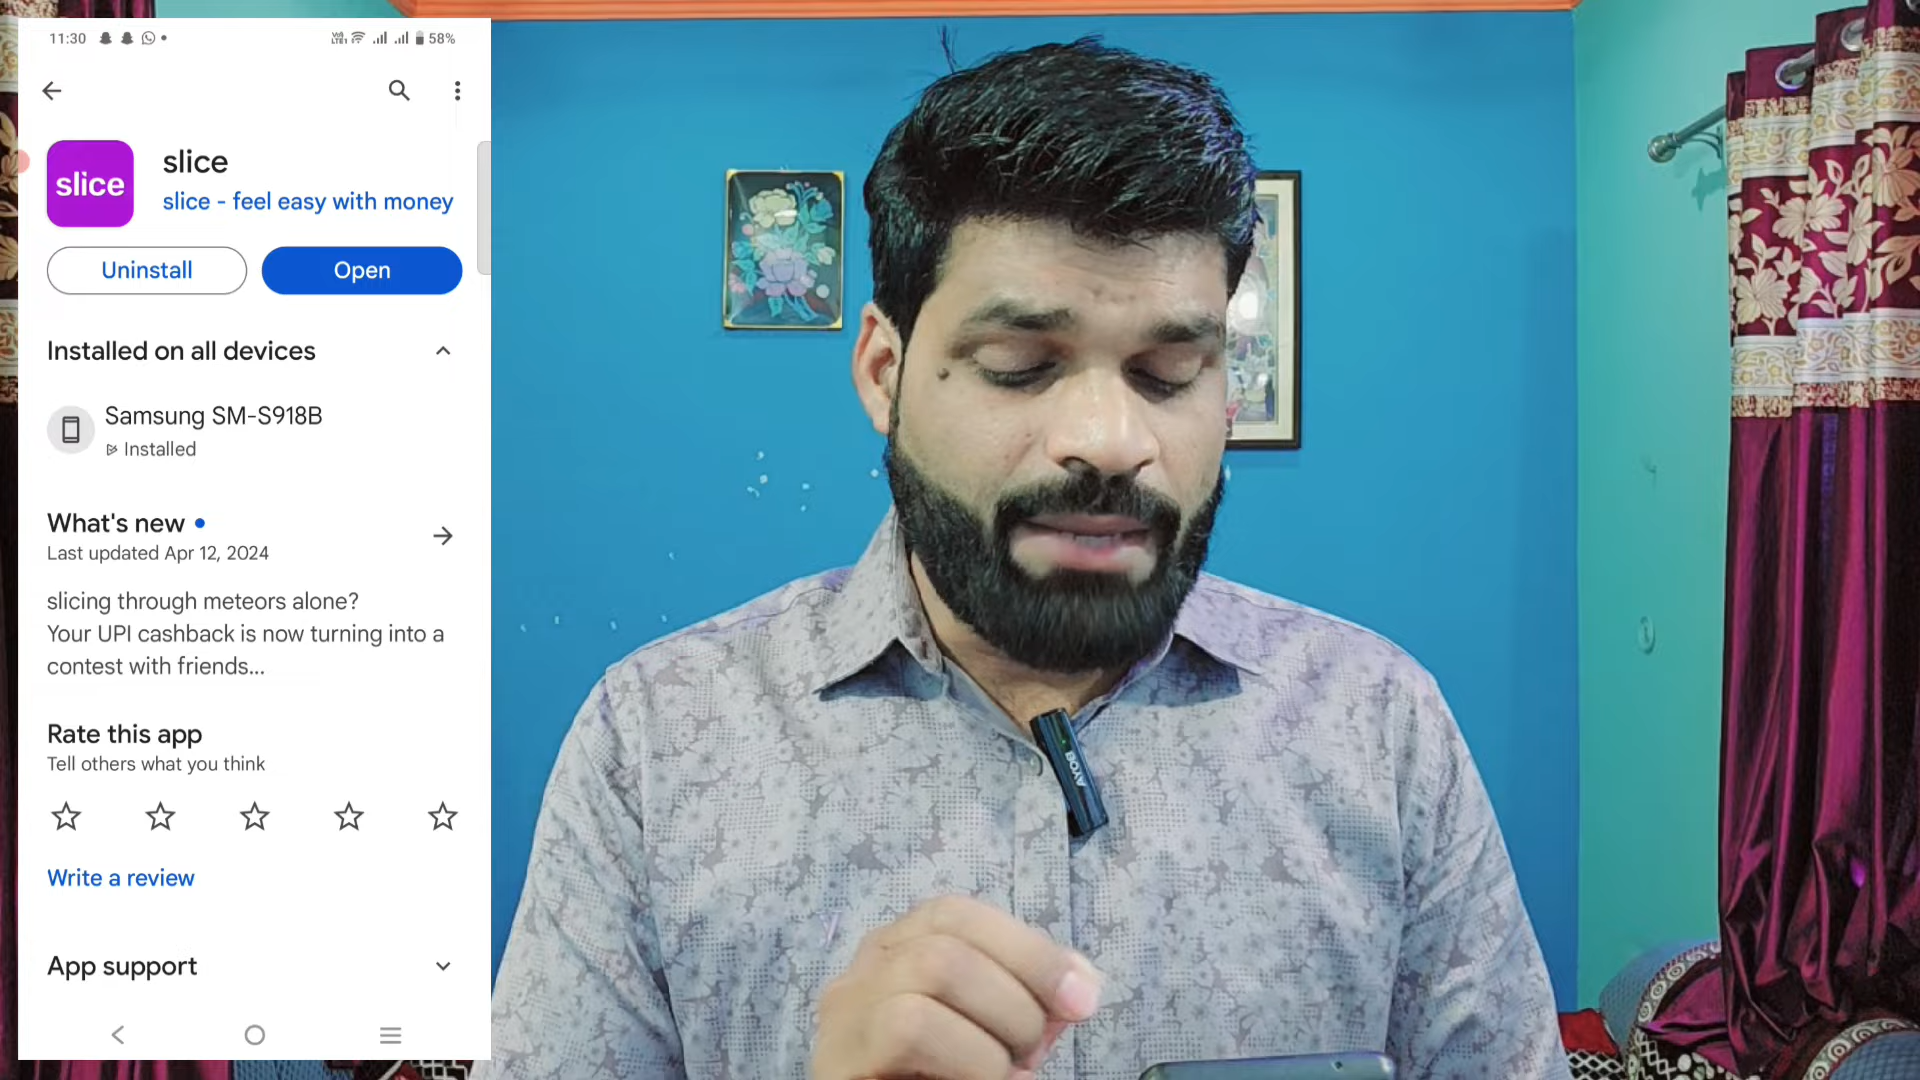 11:30
58%
slice
slice
slice - feel easy with money
Uninstall
Open
Installed on all devices
Samsung SM-S918B
Installed
What's new
Last updated Apr 12, 2024
slicing through meteors alone?
Your UPI cashback is now turning into a
contest with friends...
Rate this app
Tell others what you think
Write a review
App support
BOYA